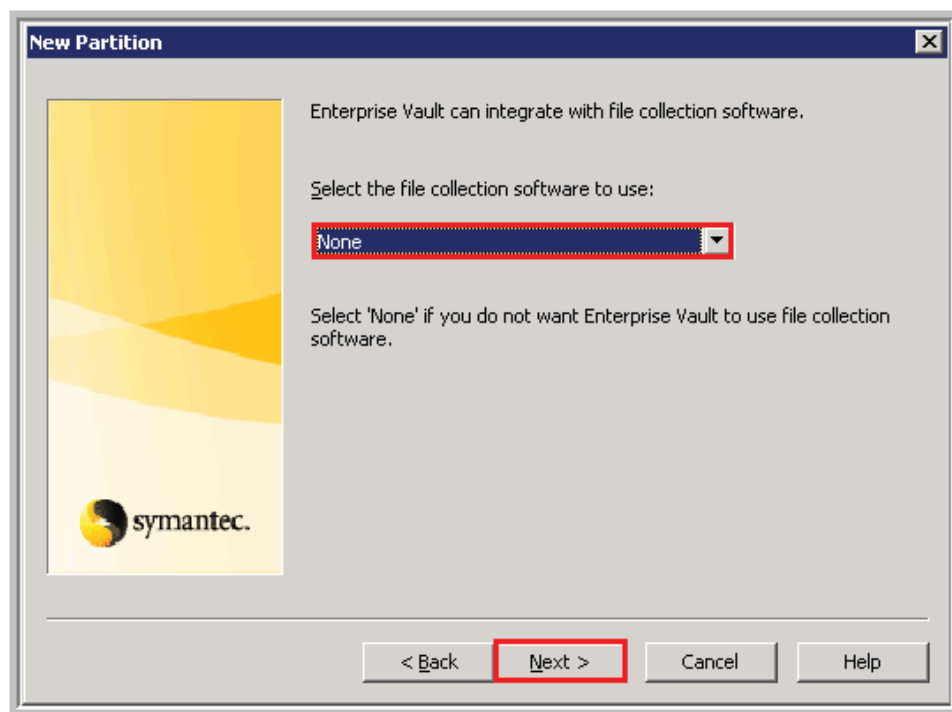 New Partition
Enterprise Vault can integrate with file collection software.
Select the file collection software to use:
None
Select 'None' if you do not want Enterprise Vault to use file collection
software.
symantec.
< Back
Next >
Cancel
Help